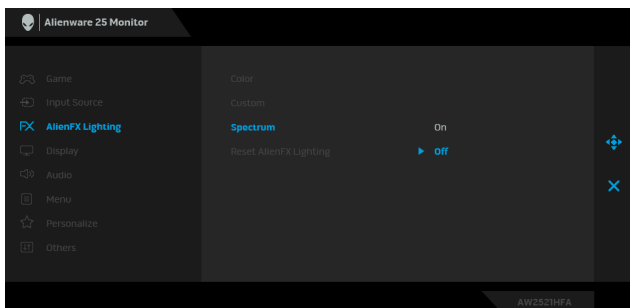 Alienware 25 Monitor
Game
Input Source
AlienFX Lighting
Display
Audio
Menu
Personalize
Others
Color
Custom
Spectrum On
Reset AlienFX Lighting Off
AW2521HFA